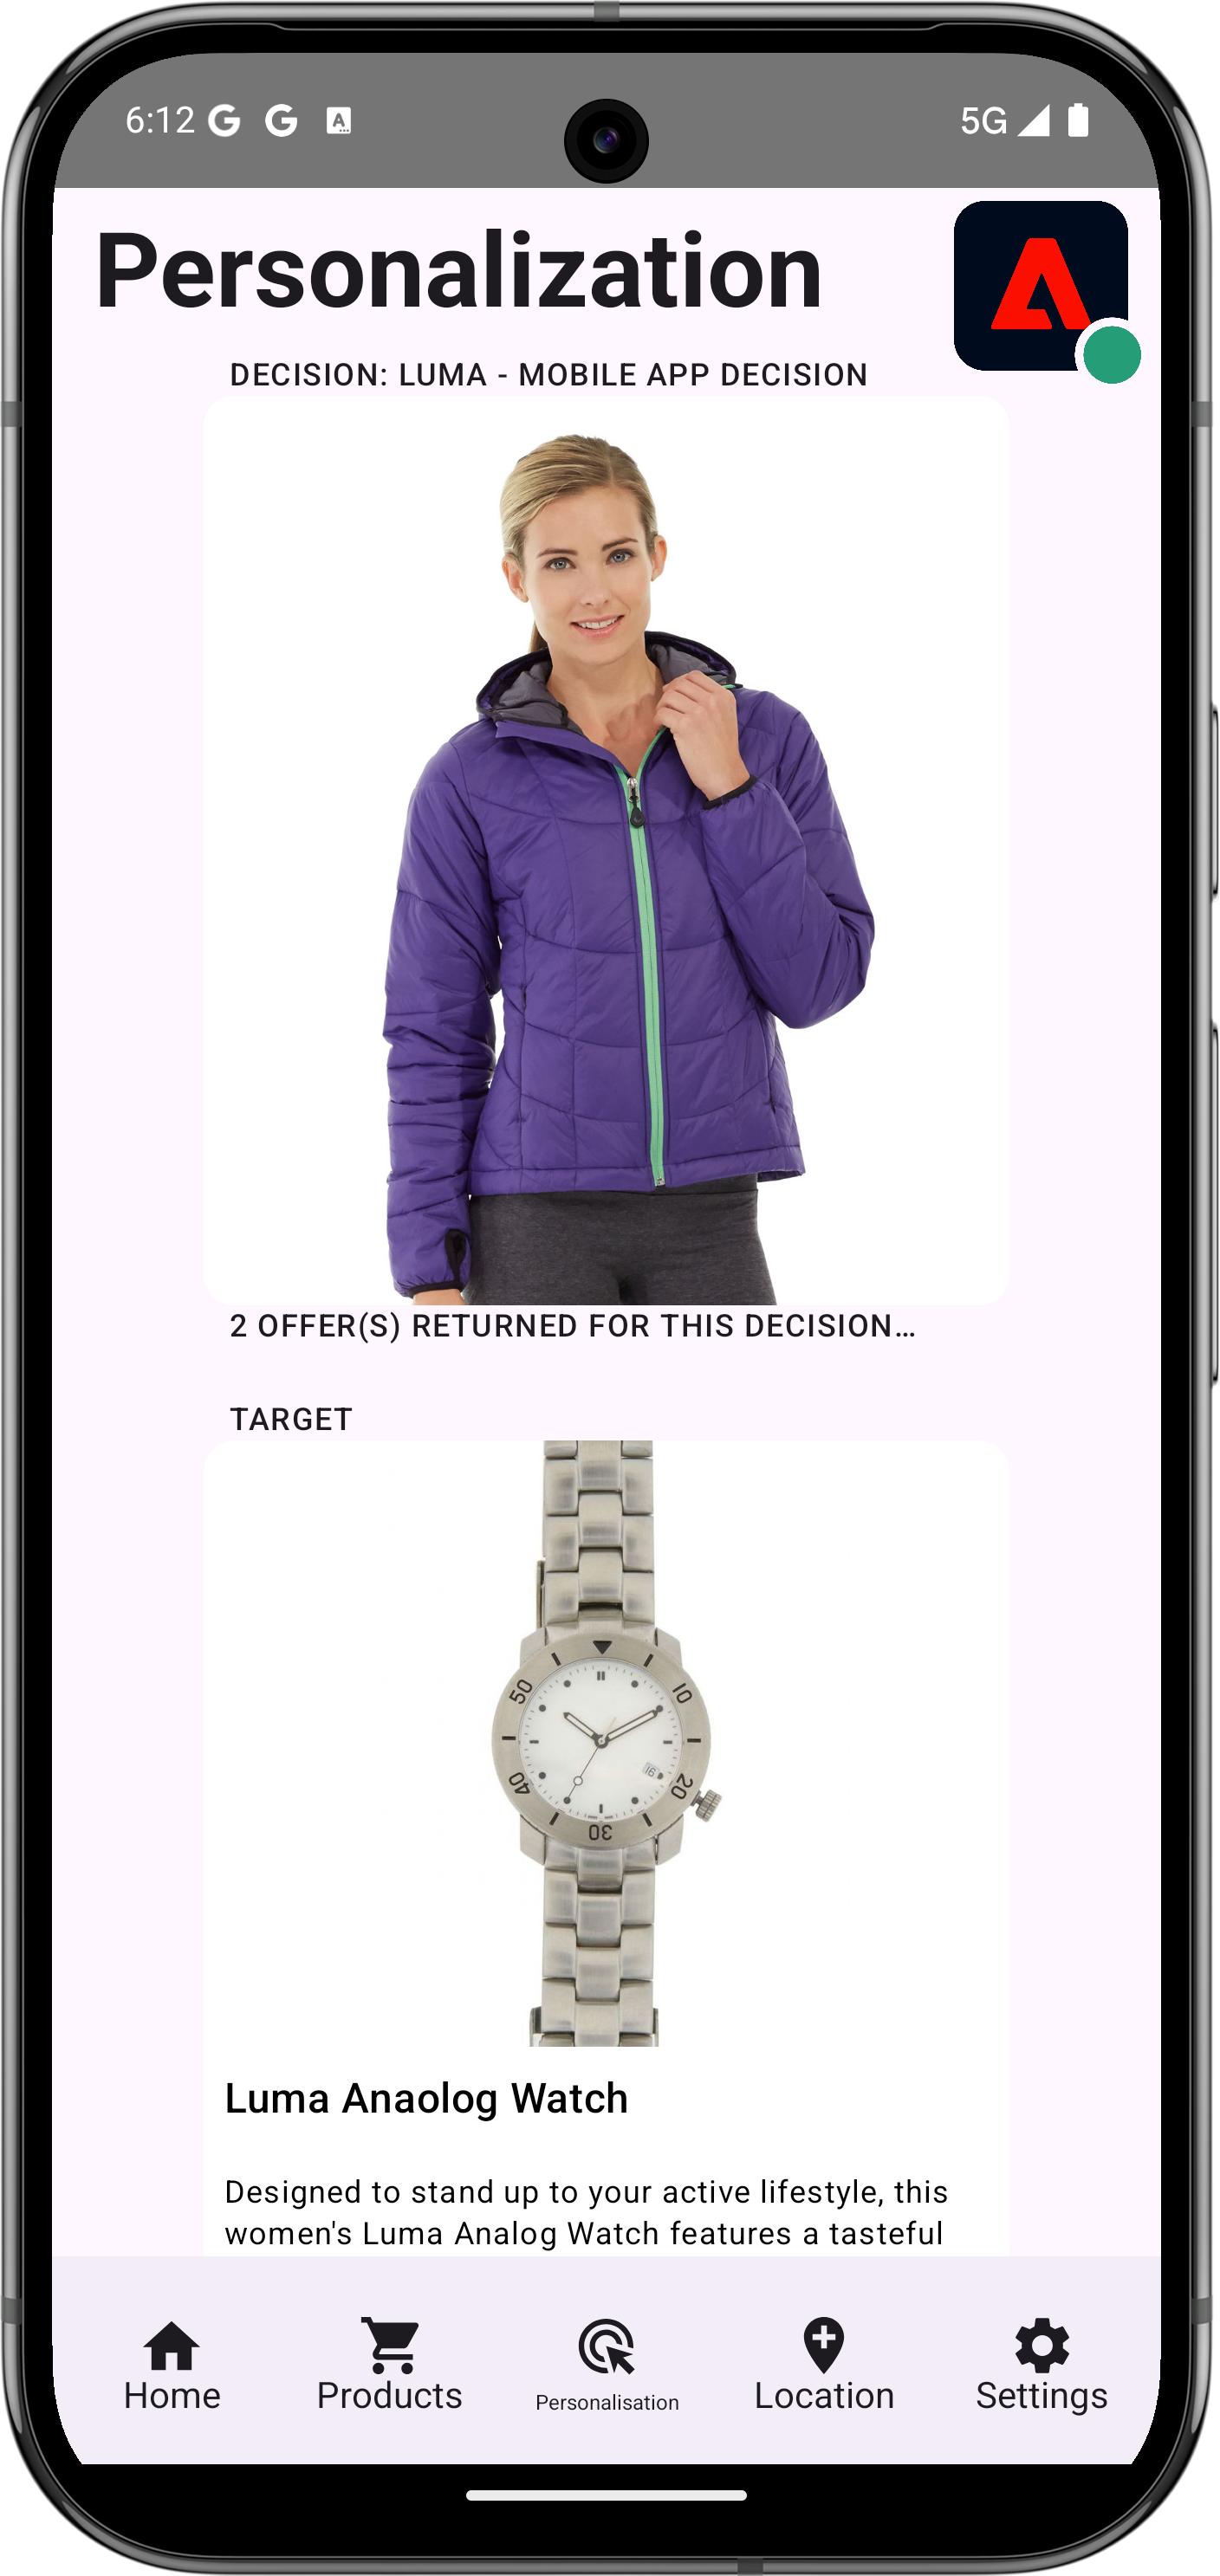 6:12
5G
Personalization
DECISION: LUMA - MOBILE APP DECISION
2 OFFER(S) RETURNED FOR THIS DECISION…
TARGET
50
10
40
20
16
30
Luma Anaolog Watch
Designed to stand up to your active lifestyle, this
women's Luma Analog Watch features a tasteful
Home
Products
Personalisation
Location
Settings